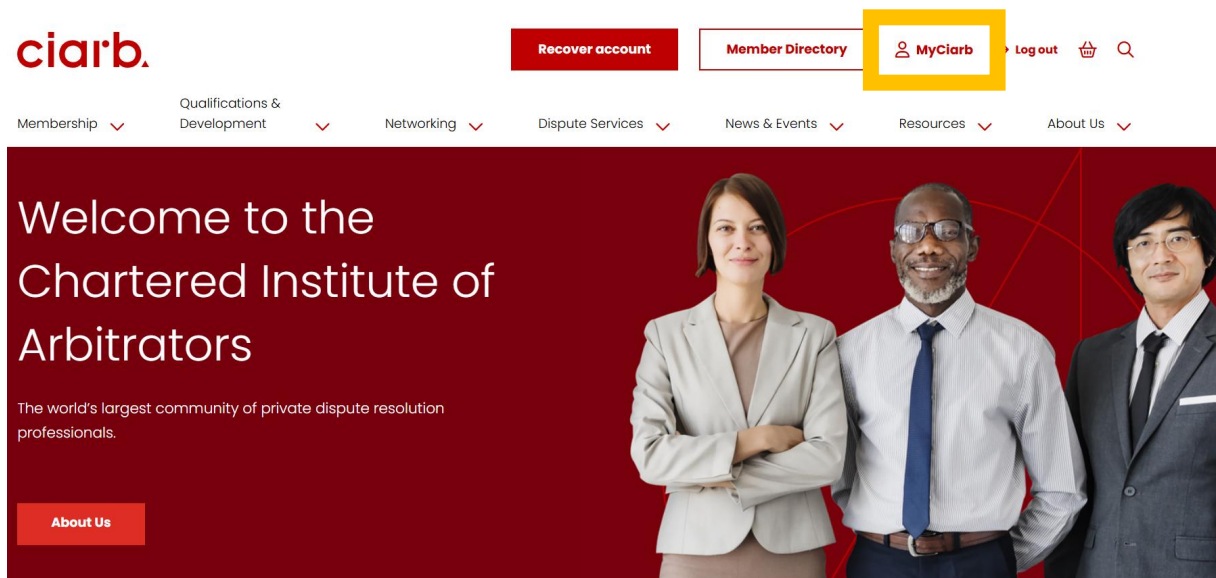 ciarb.
Recover account
Member Directory
MyCiarb
Log out
Membership
Qualifications &
Development
Networking
Dispute Services
News & Events
Resources
About Us
Welcome to the
Chartered Institute of
Arbitrators
The world's largest community of private dispute resolution
professionals.
About Us